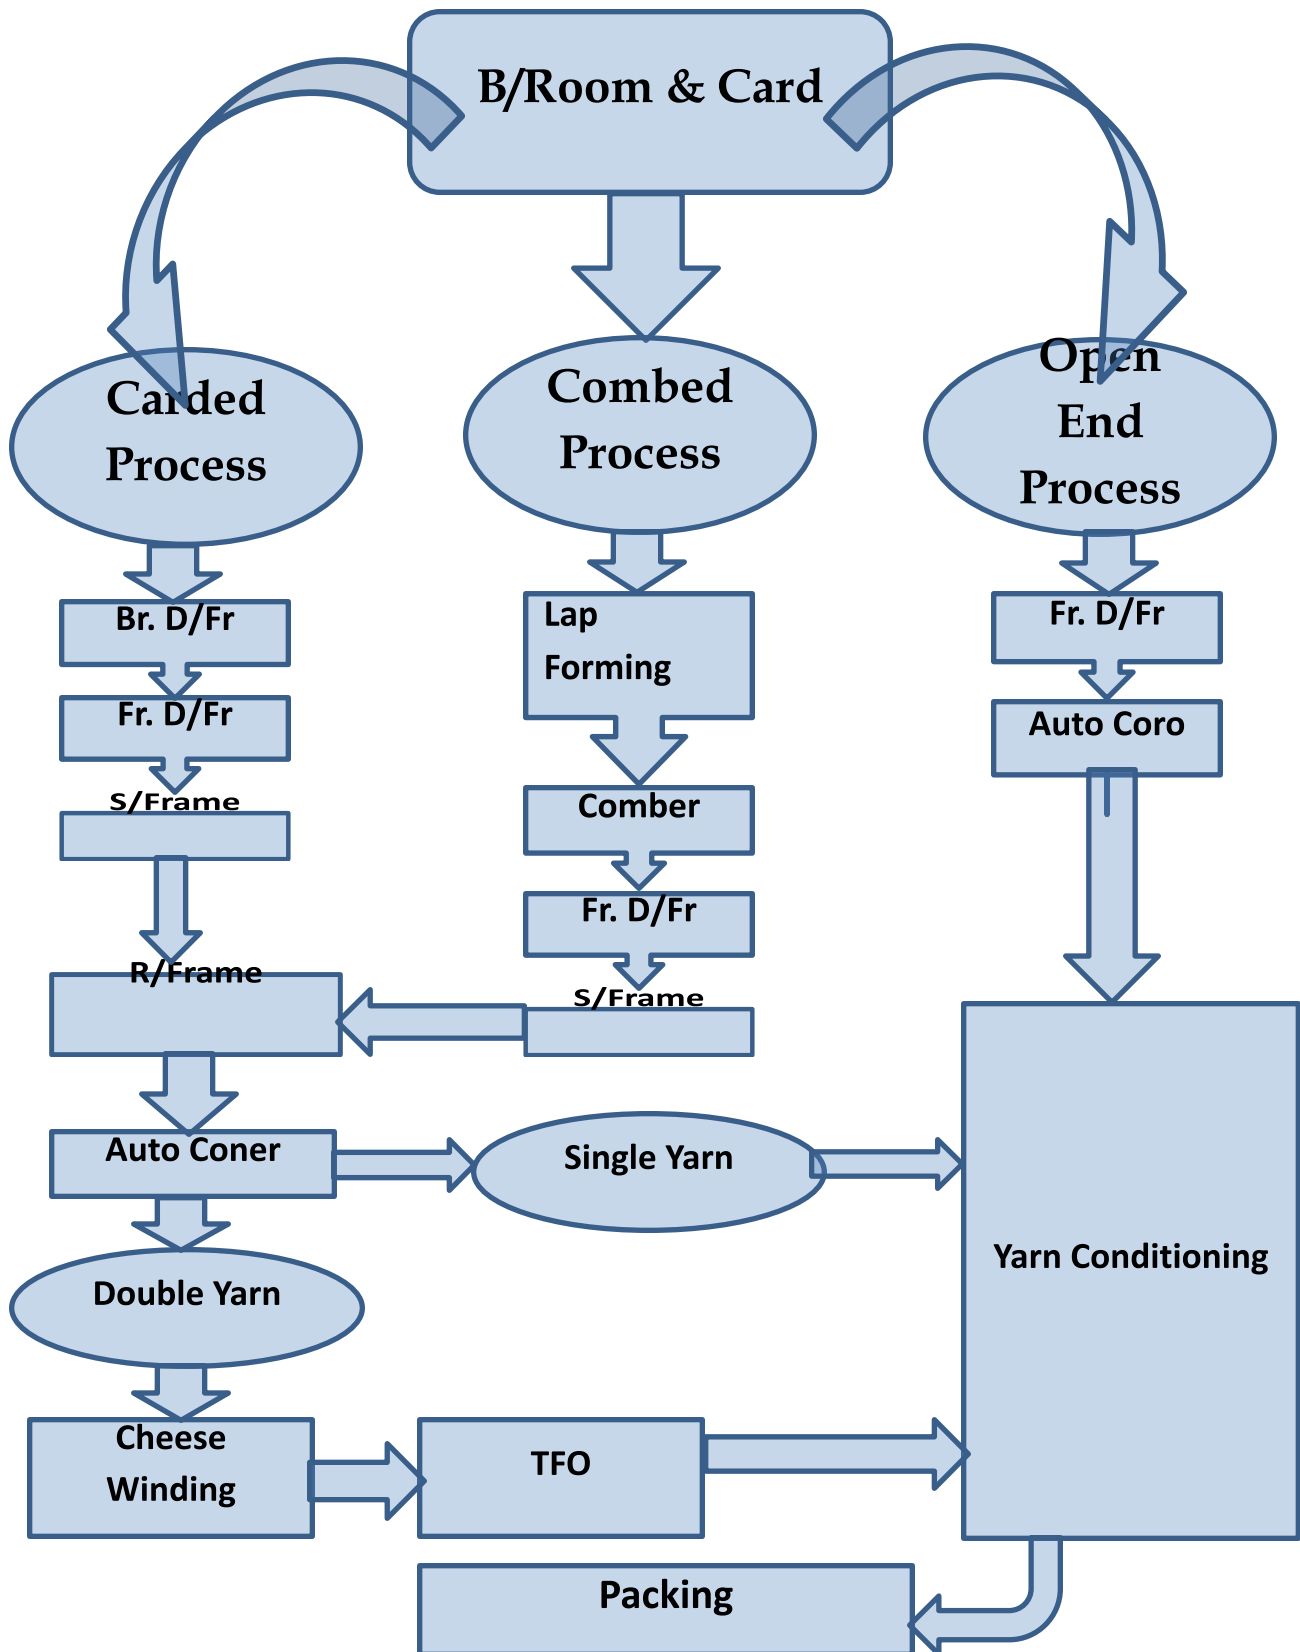 B/Room & Card
Carded
Process
Combed
Process
Open
End
Process
Br. D/Fr
Fr. D/Fr
S/Frame
R/Frame
Lap
Forming
Comber
Fr. D/Fr
S/Frame
Fr. D/Fr
Auto Coro
Auto Coner
Single Yarn
Double Yarn
Yarn Conditioning
Cheese
Winding
TFO
Packing